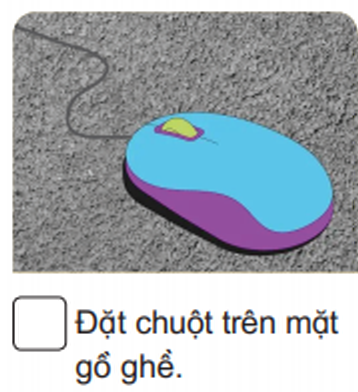 Đặt chuột trên mặt
gồ ghề.